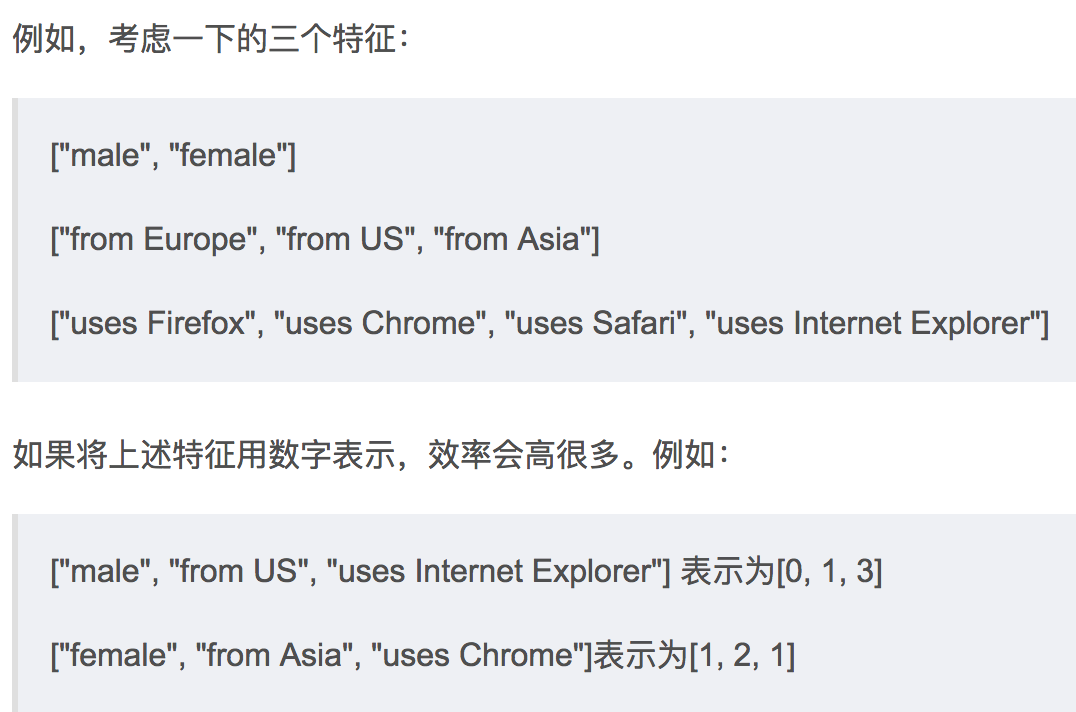 例如，考虑一下的三个特征：
["male", "female"]
["from Europe", "from US", "from Asia"]
["uses Firefox", "uses Chrome", "uses Safari", "uses Internet Explorer"]
如果将上述特征用数字表示，效率会高很多。例如：
["male", "from US", "uses Internet Explorer"] 表示为[0, 1, 3]
["female", "from Asia", "uses Chrome"]表示为[1, 2, 1]